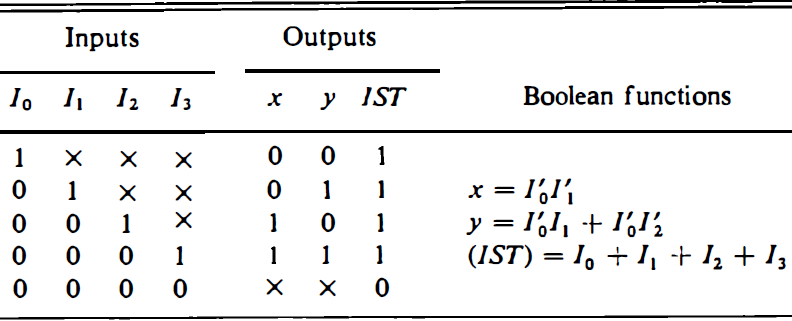 Inputs Outputs
I₀ I₁ I₂ I₃ x y IST Boolean functions
1 × × × 0 0 1
0 1 × × 0 1 1 x = I′₀I′₁
0 0 1 × 1 0 1 y = I′₀I₁ + I′₀I′₂
0 0 0 1 1 1 1 (IST) = I₀ + I₁ + I₂ + I₃
0 0 0 0 × × 0